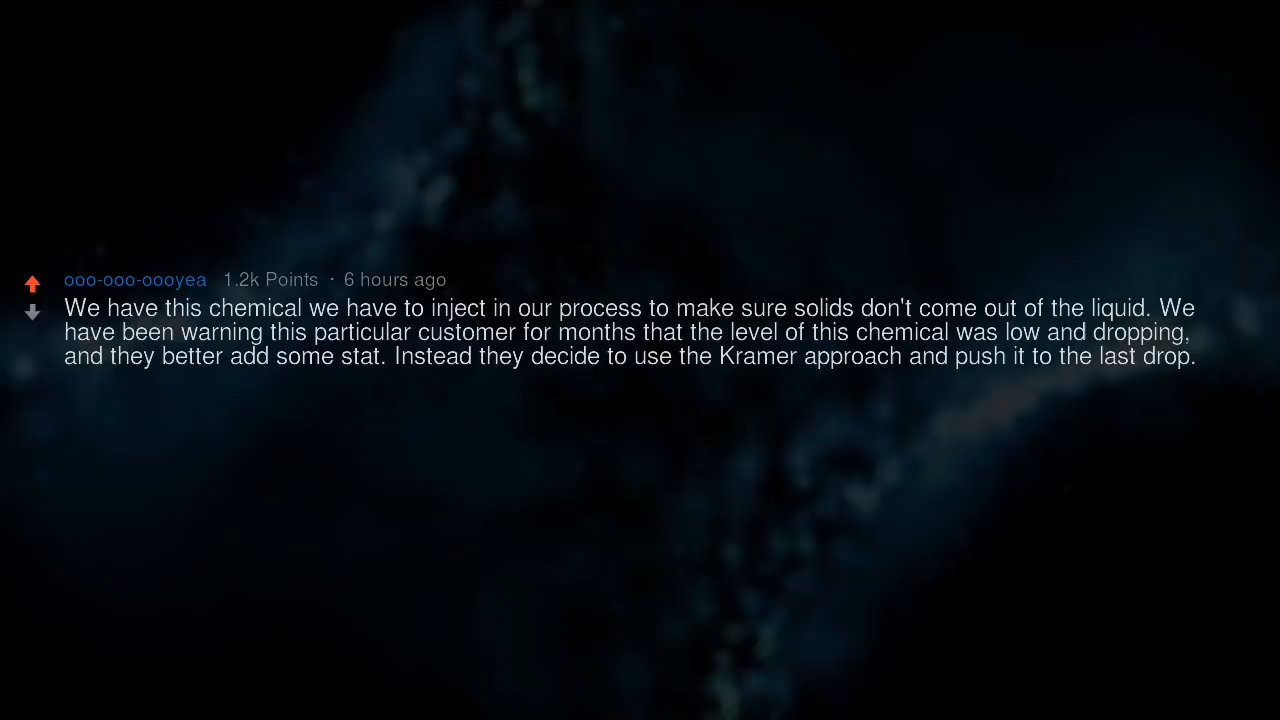 ooo-ooo-oooyea 1.2k Points · 6 hours ago
We have this chemical we have to inject in our process to make sure solids don't come out of the liquid. We
have been warning this particular customer for months that the level of this chemical was low and dropping,
and they better add some stat. Instead they decide to use the Kramer approach and push it to the last drop.